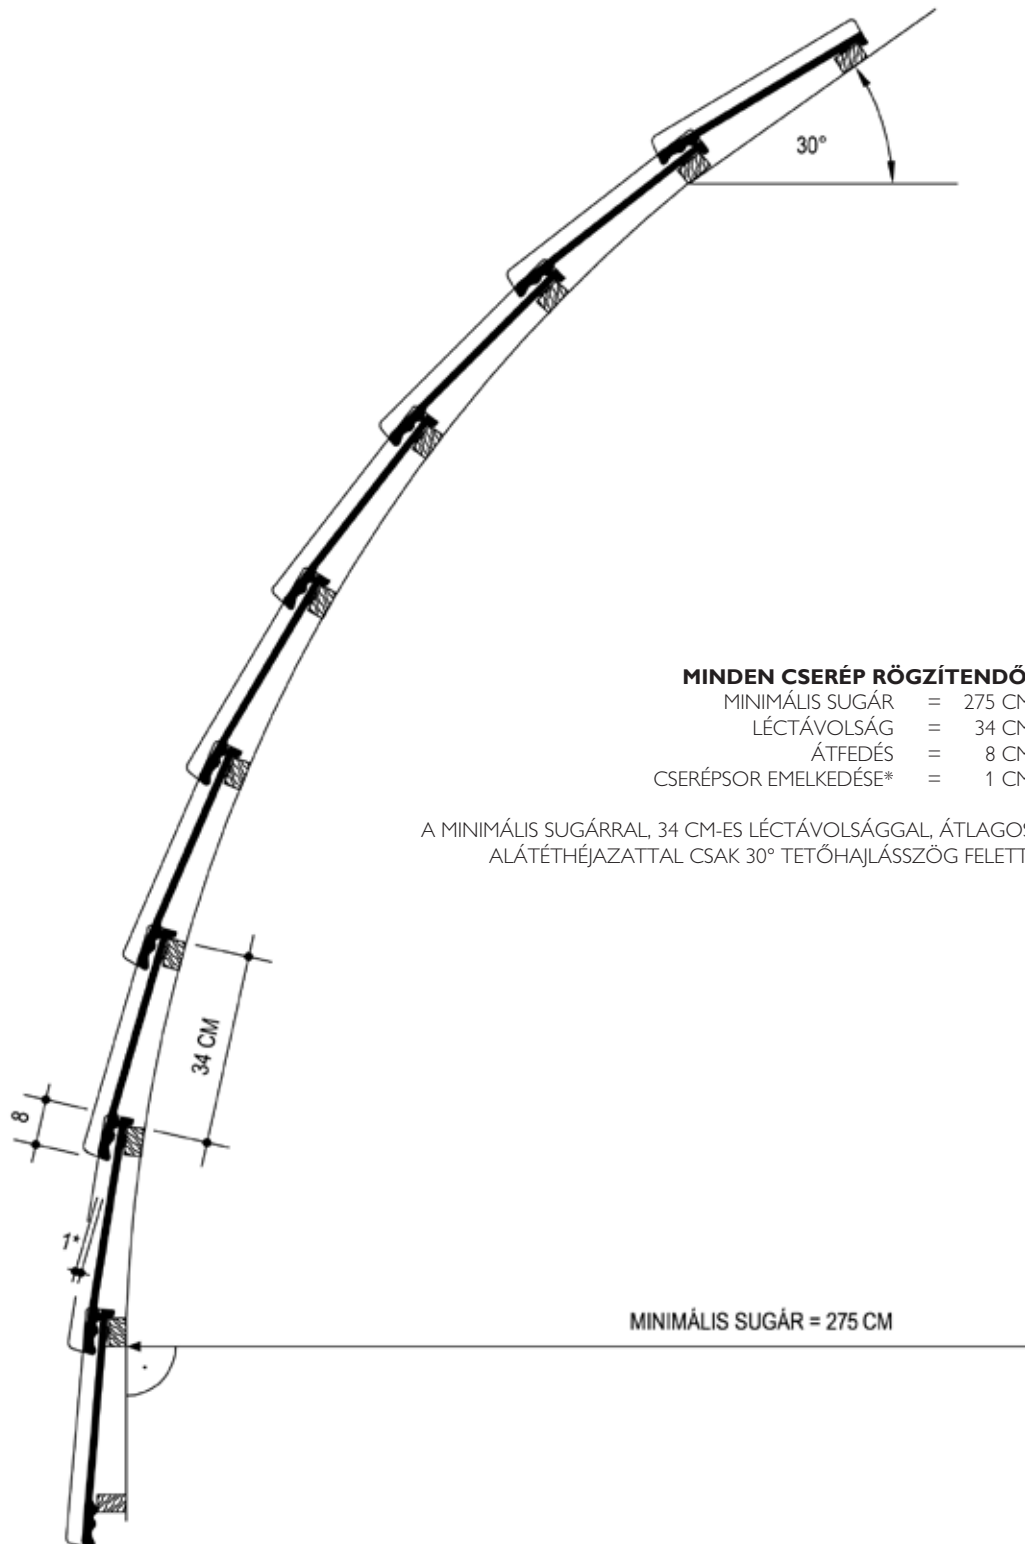 30°
MINDEN CSERÉP RÖGZÍTENDŐ
MINIMÁLIS SUGÁR = 275 CM
LÉCTÁVOLSÁG = 34 CM
ÁTFEDÉS = 8 CM
CSERÉPSOR EMELKEDÉSE* = 1 CM
A MINIMÁLIS SUGÁRRAL, 34 CM-ES LÉCTÁVOLSÁGGAL, ÁTLAGOS
ALÁTÉTHÉJAZATTAL CSAK 30° TETŐHAJLÁSSZÖG FELETT
34 CM
8
1*
MINIMÁLIS SUGÁR = 275 CM